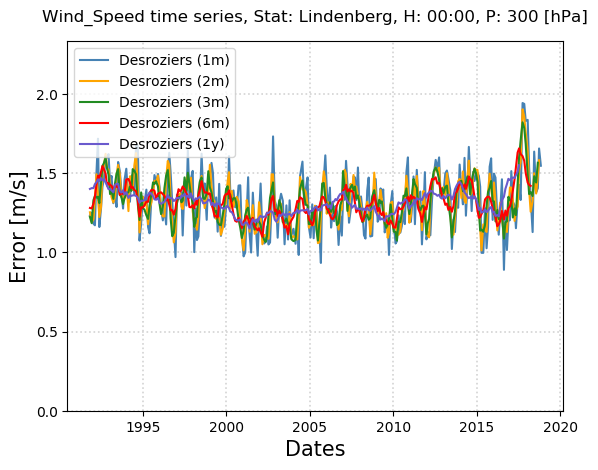 Wind_Speed time series, Stat: Lindenberg, H: 00:00, P: 300 [hPa]
Desroziers (1m)
Desroziers (2m)
Desroziers (3m)
Desroziers (6m)
Desroziers (1y)
Error [m/s]
2.0
1.5
1.0
0.5
0.0
1995 2000 2005 2010 2015 2020
Dates